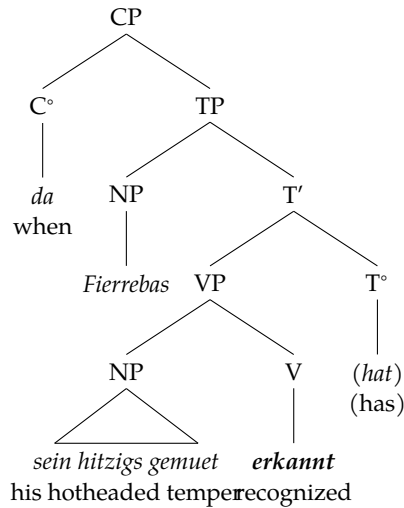 CP
C° TP
da
when
NP T′
Fierrebas VP T°
NP V (hat)
(has)
sein hitzigs gemuet erkannt
his hotheaded temper recognized